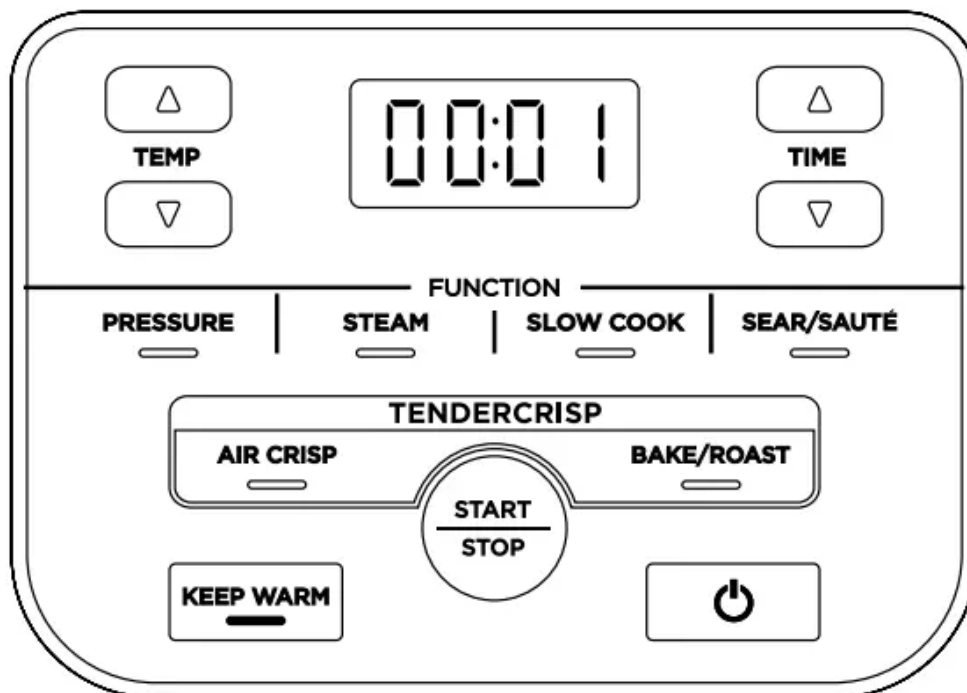 00:01
TEMP
TIME
FUNCTION
PRESSURE
STEAM
SLOW COOK
SEAR/SAUTÉ
TENDERCRISP
AIR CRISP
BAKE/ROAST
START
STOP
KEEP WARM